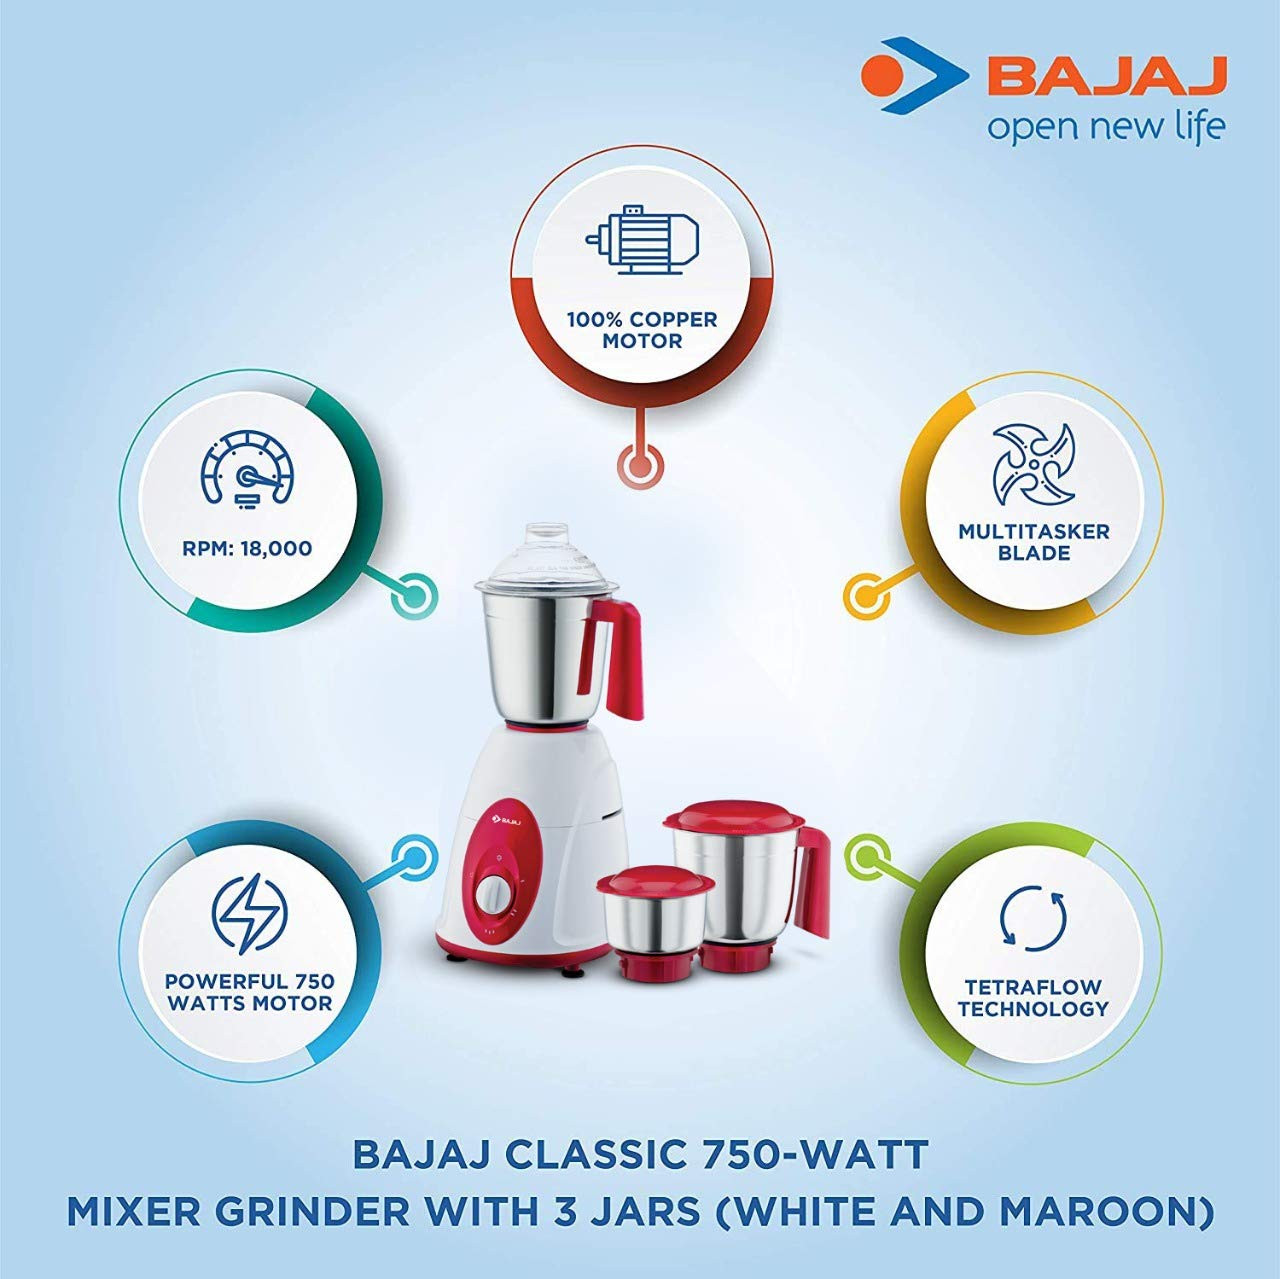 BAJAJ
open new life
100% COPPER
MOTOR
RPM: 18,000
MULTITASKER
BLADE
BAJAJ
POWERFUL 750
WATTS MOTOR
TETRAFLOW
TECHNOLOGY
BAJAJ CLASSIC 750-WATT
MIXER GRINDER WITH 3 JARS (WHITE AND MAROON)